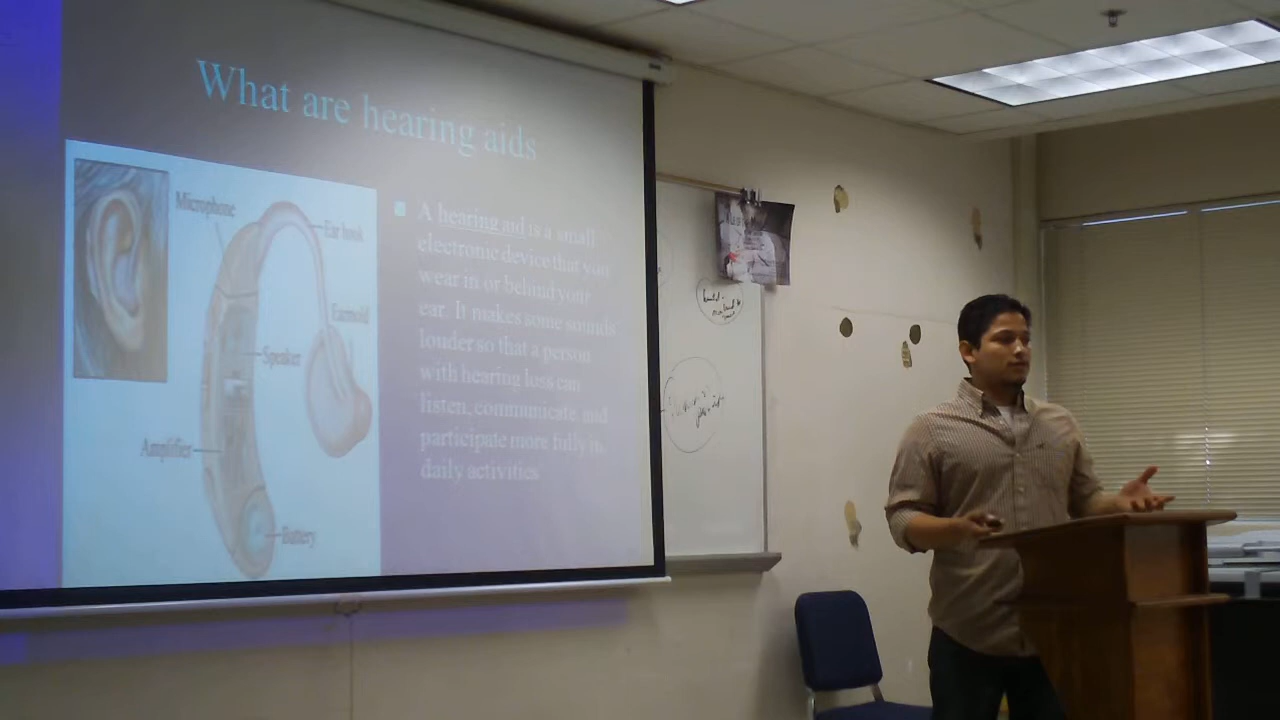 What are hearing aids
Microphone
Ear hook
Earmold
Speaker
Amplifier
Battery
A hearing aid is a small
electronic device that you
wear in or behind your
ear. It makes some sounds
louder so that a person
with hearing loss can
listen, communicate, and
participate more fully in
daily activities